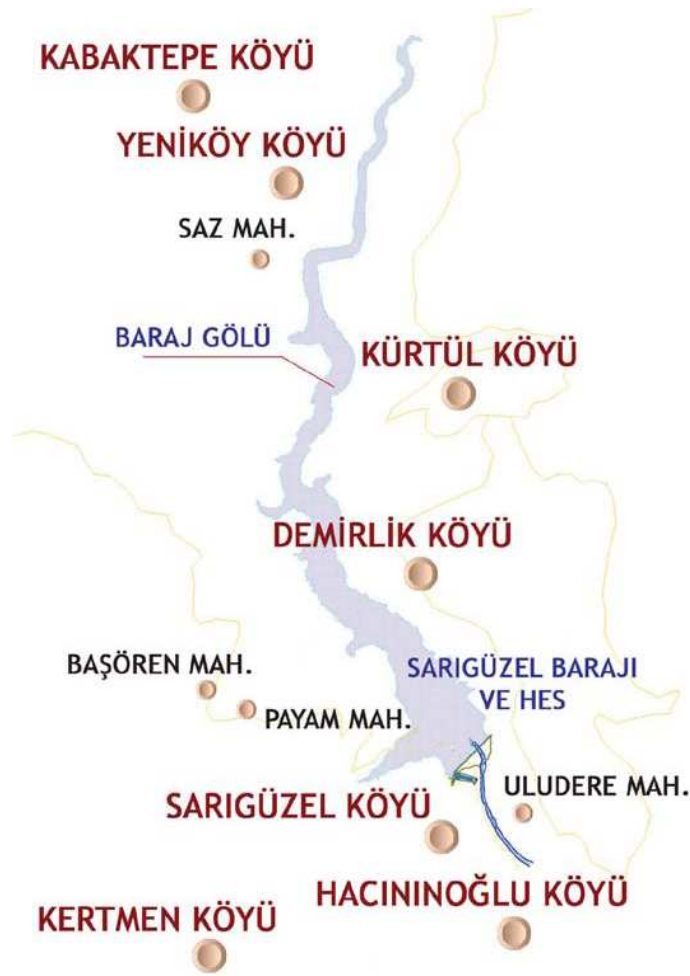 KABAKTEPE KÖYÜ
YENİKÖY KÖYÜ
SAZ MAH.
BARAJ GÖLÜ
KÜRTÜL KÖYÜ
DEMİRLİK KÖYÜ
BAŞÖREN MAH.
SARIGÜZEL BARAJI
VE HES
PAYAM MAH.
ULUDERE MAH.
SARIGÜZEL KÖYÜ
HACININOĞLU KÖYÜ
KERTMEN KÖYÜ